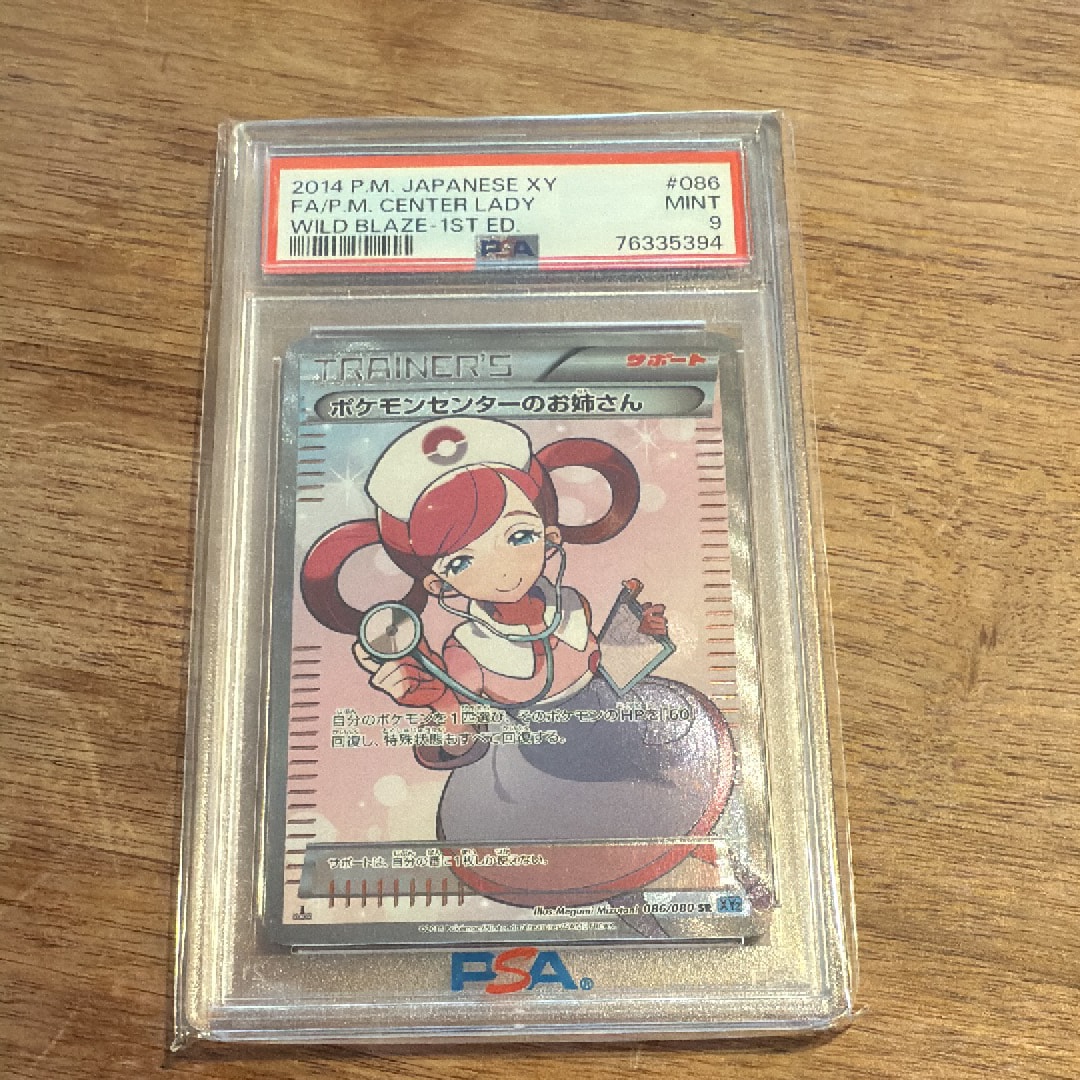 2014 P.M. JAPANESE XY #086
FA/P.M. CENTER LADY MINT
WILD BLAZE-1ST ED. 9
PSA 76335394
TRAINER'S サポート
ポケモンセンターのお姉さん
自分のポケモンを1匹選び、そのポケモンのHPを「60」
回復し、特殊状態もすべて回復する。
サポートは、自分の番に1枚しか使えない。
illus. Megumi Mizutani 086/080 SR XY2
PSA®